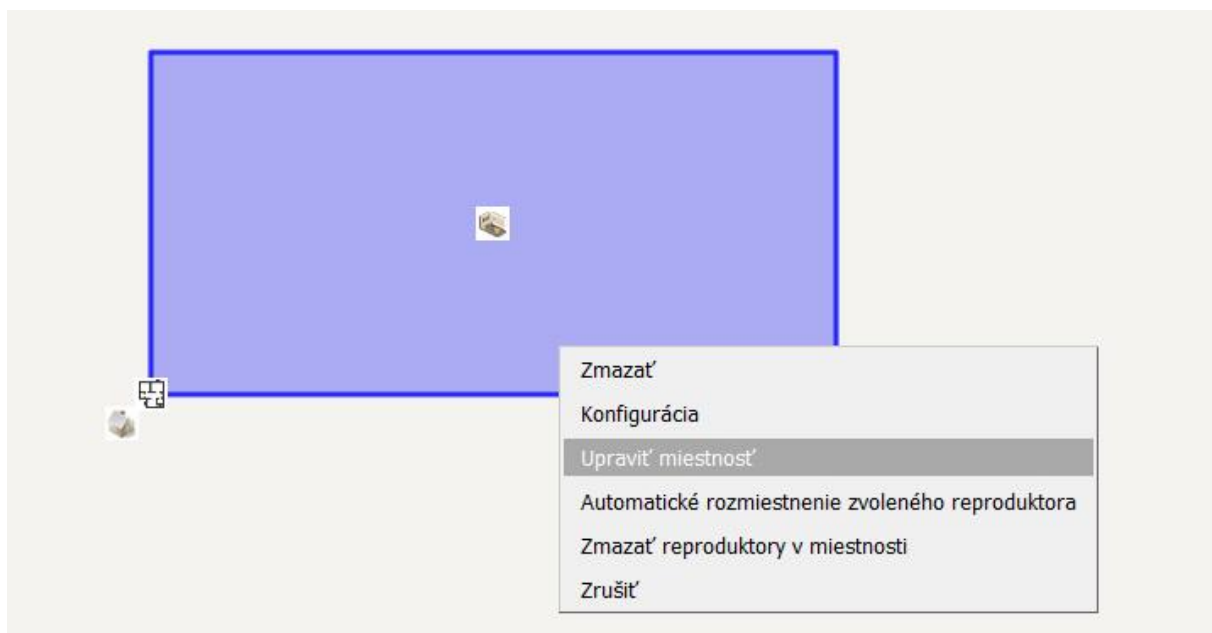 Zmazať
Konfigurácia
Upraviť miestnosť
Automatické rozmiestnenie zvoleného reproduktora
Zmazať reproduktory v miestnosti
Zrušiť